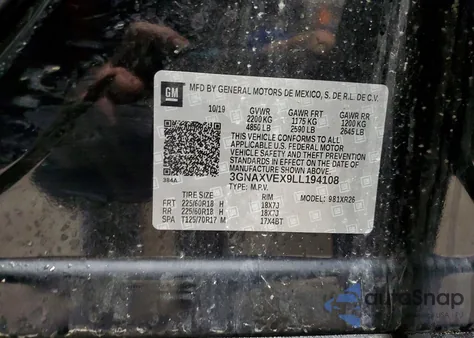 GM
MFD BY GENERAL MOTORS DE MEXICO, S. DE R.L. DE C.V.
10/19 GVWR GAWR FRT GAWR RR
2200 KG 1175 KG 1200 KG
4850 LB 2590 LB 2645 LB
THIS VEHICLE CONFORMS TO ALL
APPLICABLE U.S. FEDERAL MOTOR
VEHICLE SAFETY AND THEFT PREVENTION
STANDARDS IN EFFECT ON THE DATE OF
MANUFACTURE SHOWN ABOVE.
3GNAXVEX9LL194108
384A TYPE: M.P.V. MODEL: 981XR26
TIRE SIZE RIM
FRT 225/60R18 H 18X7J
RR 225/60R18 H 18X7J
SPA T125/70R17 M 17X4BT
autoSnap